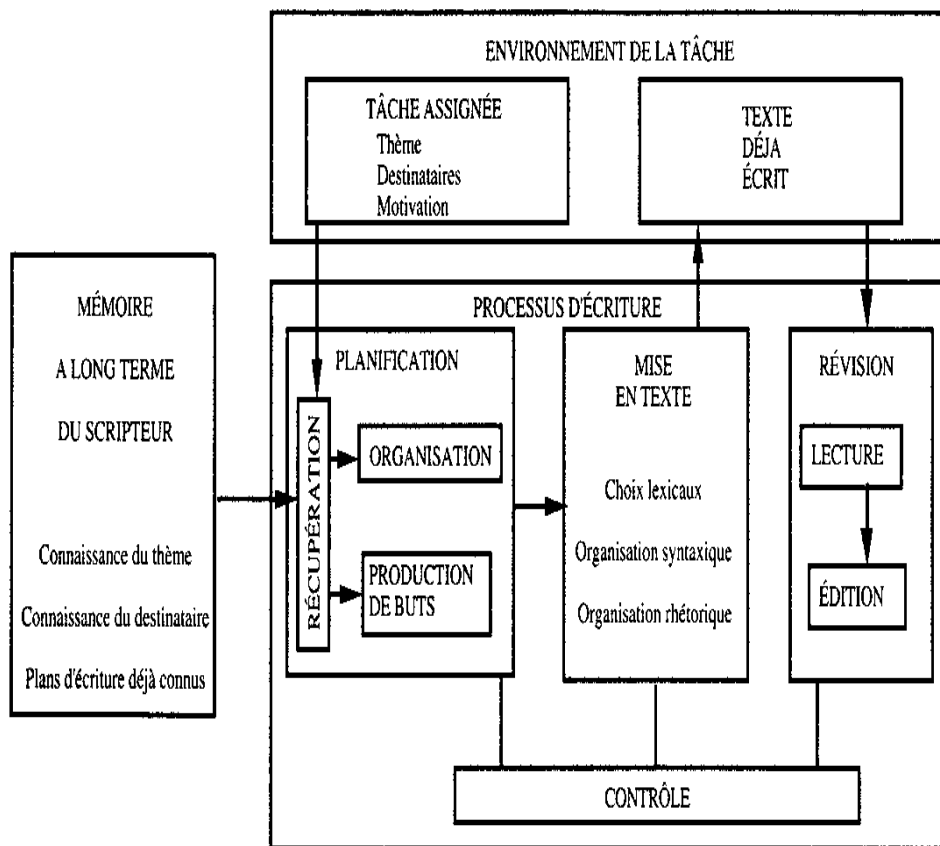 ENVIRONNEMENT DE LA TÂCHE
TÂCHE ASSIGNÉE
Thème
Destinataires
Motivation
TEXTE
DÉJA
ÉCRIT
MÉMOIRE
A LONG TERME
DU SCRIPTEUR
Connaissance du thème
Connaissance du destinataire
Plans d'écriture déjà connus
PROCESSUS D'ÉCRITURE
PLANIFICATION
RÉCUPÉRATION
ORGANISATION
PRODUCTION
DE BUTS
MISE
EN TEXTE
Choix lexicaux
Organisation syntaxique
Organisation rhétorique
RÉVISION
LECTURE
ÉDITION
CONTRÔLE